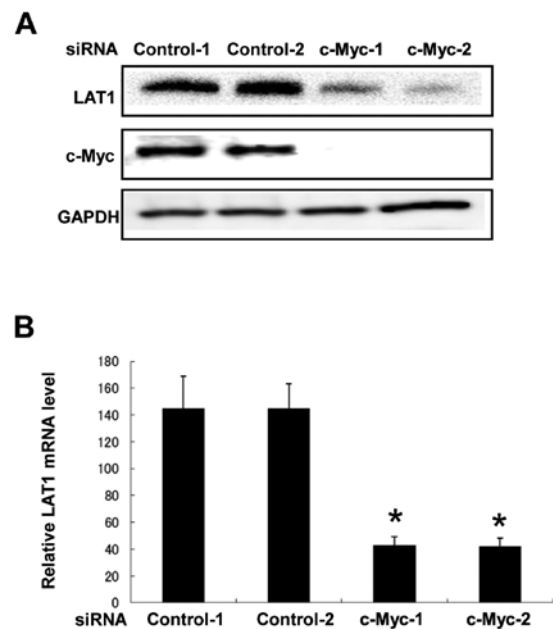 A
siRNA Control-1 Control-2 c-Myc-1 c-Myc-2
LAT1
c-Myc
GAPDH
B
Relative LAT1 mRNA level
180
160
140
120
100
80
60
40
20
0
* *
siRNA Control-1 Control-2 c-Myc-1 c-Myc-2